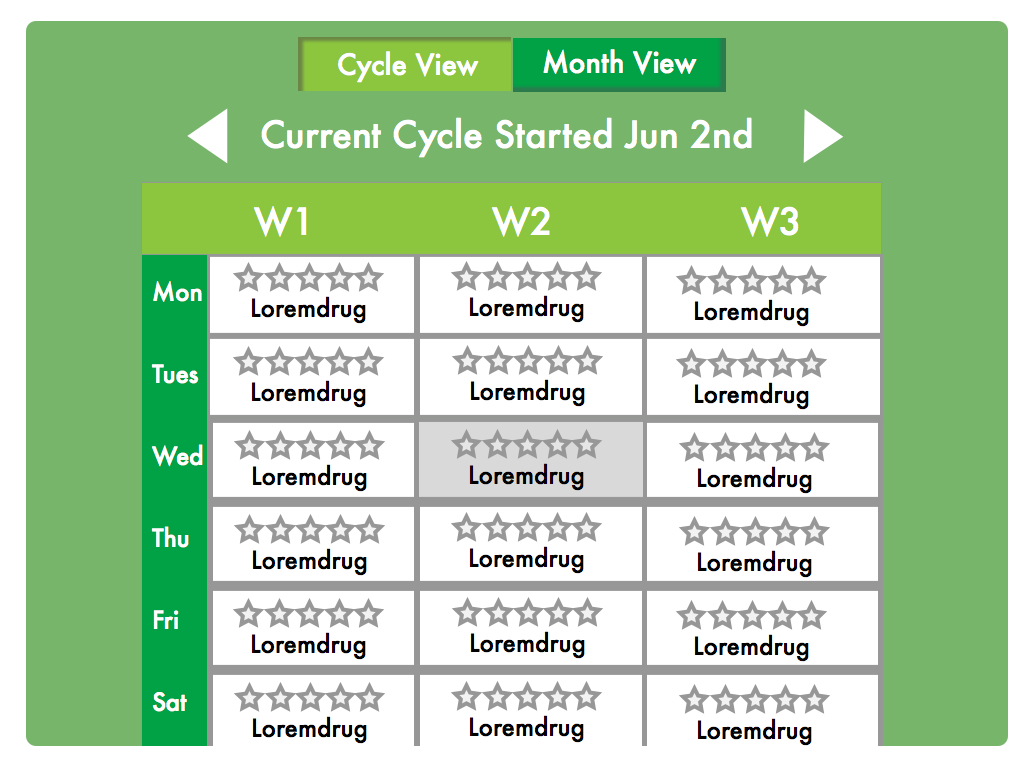 Cycle View Month View
Current Cycle Started Jun 2nd
W1 W2 W3
Mon Loremdrug Loremdrug Loremdrug
Tues Loremdrug Loremdrug Loremdrug
Wed Loremdrug Loremdrug Loremdrug
Thu Loremdrug Loremdrug Loremdrug
Fri Loremdrug Loremdrug Loremdrug
Sat Loremdrug Loremdrug Loremdrug